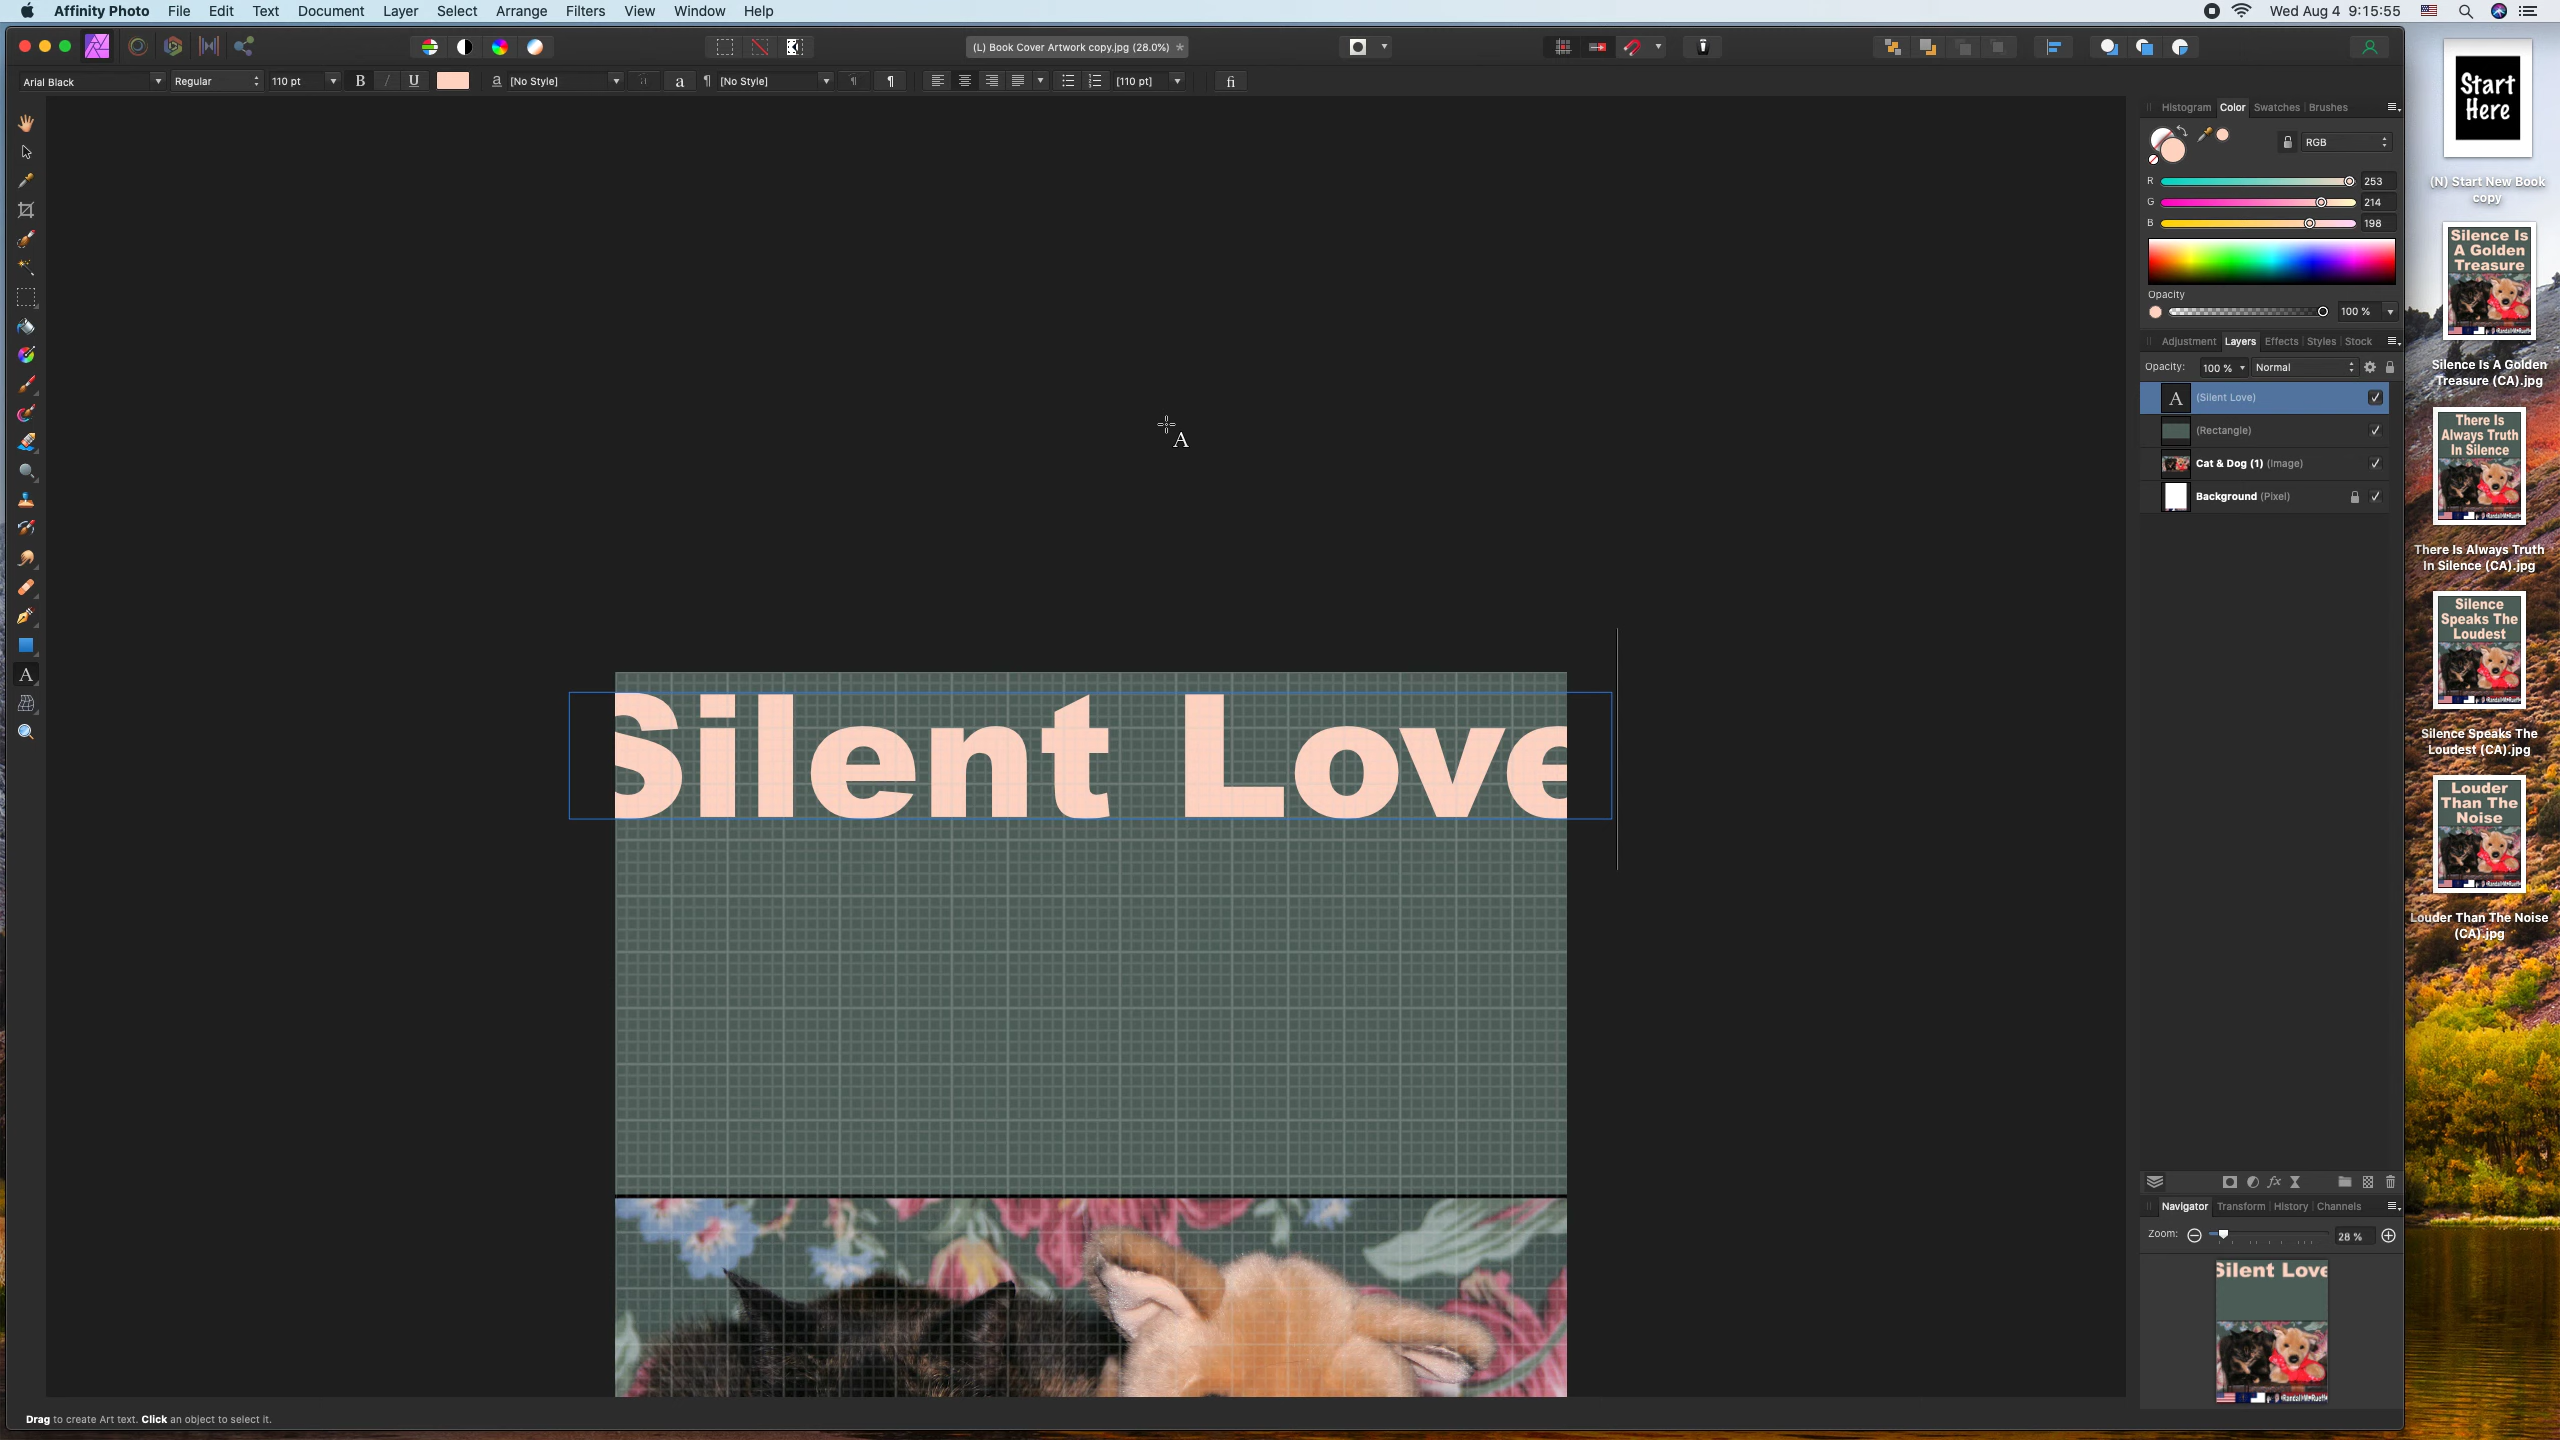 Affinity Photo File Edit Text Document Layer Select Arrange Filters View Window Help
Wed Aug 4 9:15:55
(L) Book Cover Artwork copy.jpg (28.0%)
Arial Black Regular 110 pt B I U a [No Style] a ¶ [No Style] ¶ [110 pt] fi
Histogram Color Swatches Brushes
RGB
R 253
G 214
B 198
Opacity
100 %
Adjustment Layers Effects Styles Stock
Opacity: 100 % Normal
A (Silent Love)
(Rectangle)
Cat & Dog (1) (Image)
Background (Pixel)
A
Silent Love
A
fx
Navigator Transform History Channels
Zoom: 28 %
Silent Love
Drag to create Art text. Click an object to select it.
Start
Here
(N) Start New Book
copy
Silence Is
A Golden
Treasure
Silence Is A Golden
Treasure (CA).jpg
There Is
Always Truth
In Silence
There Is Always Truth
In Silence (CA).jpg
Silence
Speaks The
Loudest
Silence Speaks The
Loudest (CA).jpg
Louder
Than The
Noise
Louder Than The Noise
(CA).jpg